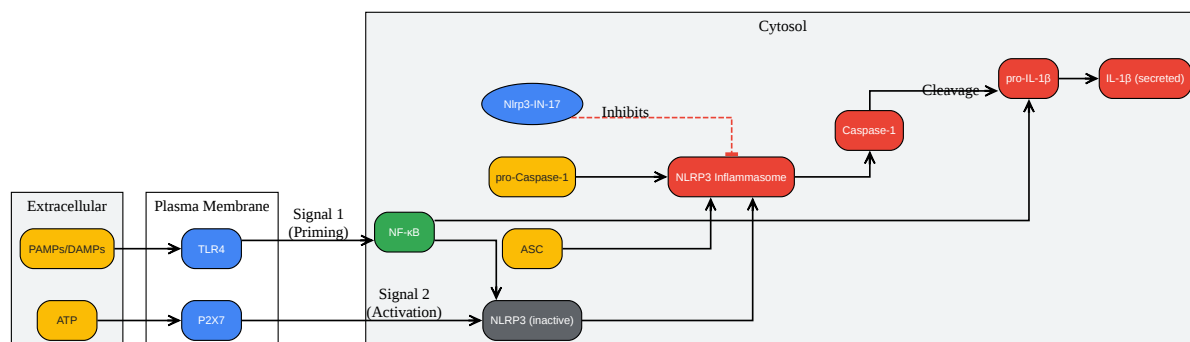 Cytosol
Nlrp3-IN-17
Inhibits
pro-IL-1β
IL-1β (secreted)
Cleavage
Caspase-1
pro-Caspase-1
NLRP3 Inflammasome
Extracellular
Plasma Membrane
Signal 1
(Priming)
PAMPs/DAMPs
TLR4
NF-κB
ASC
Signal 2
(Activation)
ATP
P2X7
NLRP3 (inactive)